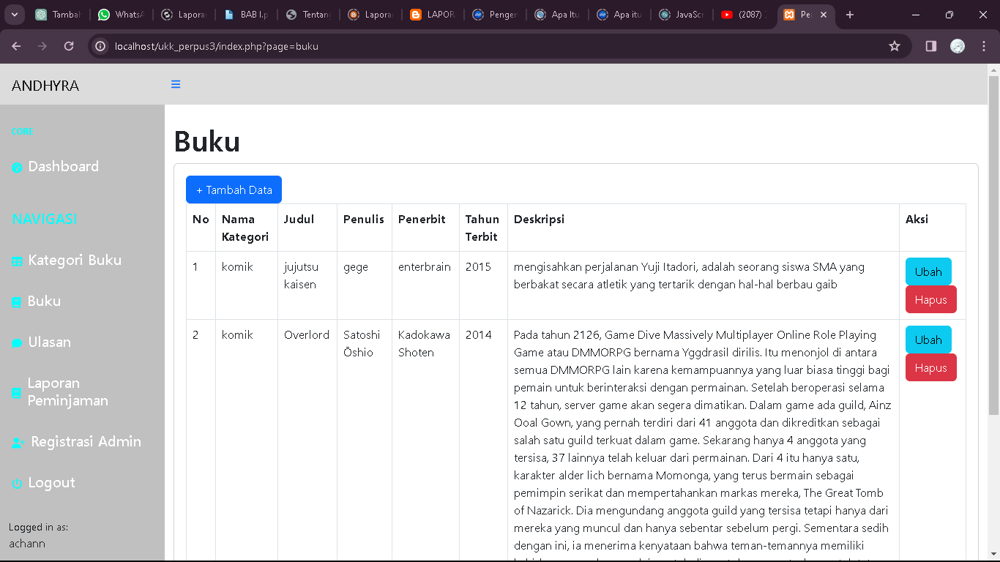 Tambah
WhatsA
Laporan
BAB I.p
Tentang
Laporan
LAPOR
Penger
Apa Itu
Apa itu
JavaScr
(2087)
Pe
localhost/ukk_perpus3/index.php?page=buku
ANDHYRA
CORE
Dashboard
NAVIGASI
Kategori Buku
Buku
Ulasan
Laporan
Peminjaman
Registrasi Admin
Logout
Logged in as:
achann
Buku
+ Tambah Data
No Nama Kategori Judul Penulis Penerbit Tahun Terbit Deskripsi Aksi
1 komik jujutsu kaisen gege enterbrain 2015
mengisahkan perjalanan Yuji Itadori, adalah seorang siswa SMA yang
berbakat secara atletik yang tertarik dengan hal-hal berbau gaib
Ubah
Hapus
2 komik Overlord Satoshi Ōshio Kadokawa Shoten 2014
Pada tahun 2126, Game Dive Massively Multiplayer Online Role Playing
Game atau DMMORPG bernama Yggdrasil dirilis. Itu menonjol di antara
semua DMMORPG lain karena kemampuannya yang luar biasa tinggi bagi
pemain untuk berinteraksi dengan permainan. Setelah beroperasi selama
12 tahun, server game akan segera dimatikan. Dalam game ada guild, Ainz
Ooal Gown, yang pernah terdiri dari 41 anggota dan dikreditkan sebagai
salah satu guild terkuat dalam game. Sekarang hanya 4 anggota yang
tersisa, 37 lainnya telah keluar dari permainan. Dari 4 itu hanya satu,
karakter alder lich bernama Momonga, yang terus bermain sebagai
pemimpin serikat dan mempertahankan markas mereka, The Great Tomb
of Nazarick. Dia mengundang anggota guild yang tersisa tetapi hanya dari
mereka yang muncul dan hanya sebentar sebelum pergi. Sementara sedih
dengan ini, ia menerima kenyataan bahwa teman-temannya memiliki
Ubah
Hapus